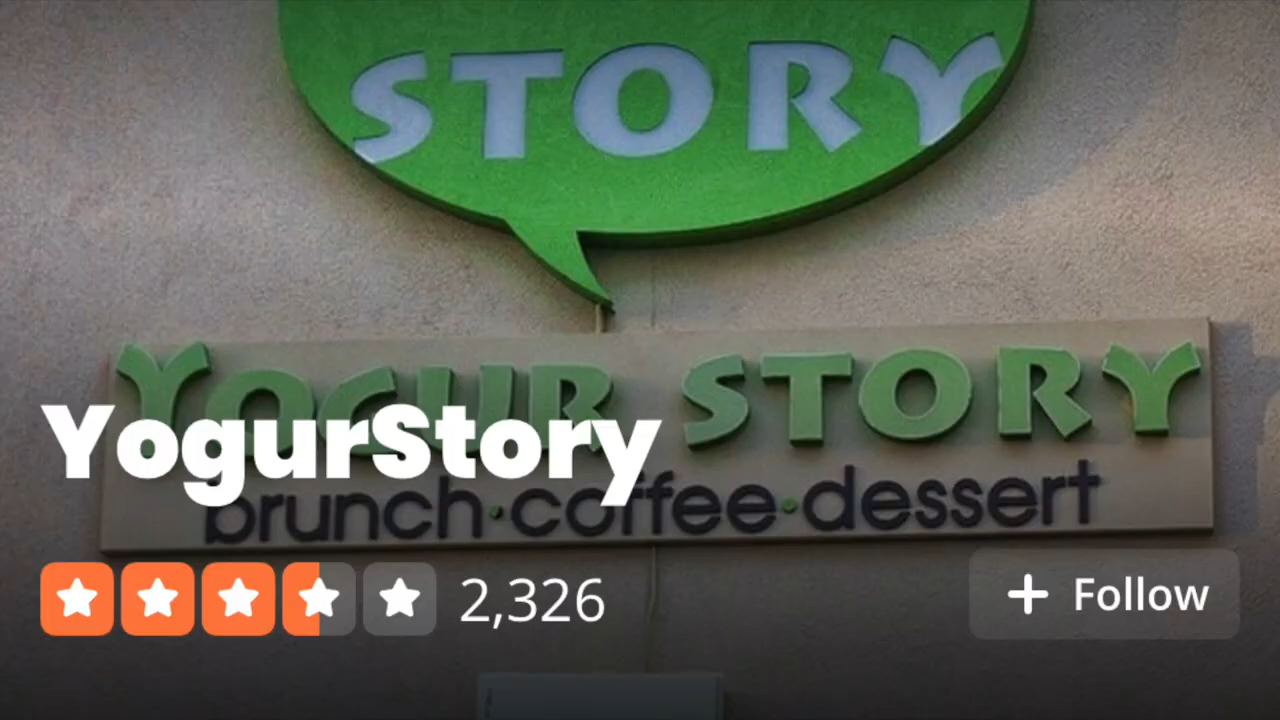 STORY
YOGUR STORY
YogurStory
brunch·coffee·dessert
2,326
+ Follow